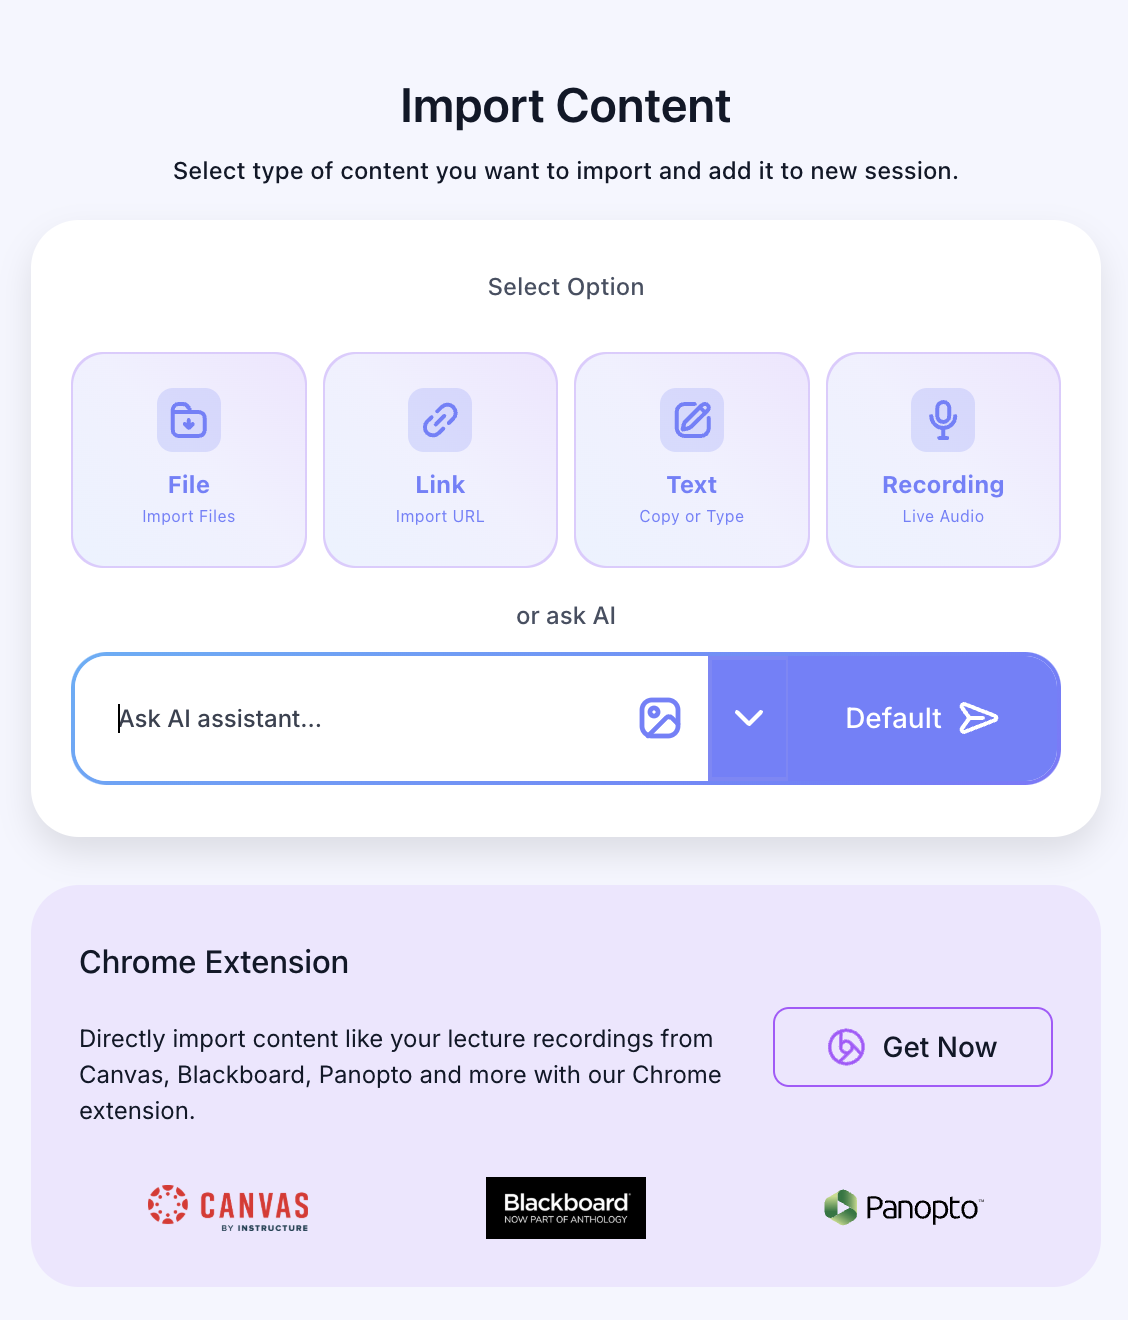 Import Content
Select type of content you want to import and add it to new session.
Select Option
File
Import Files
Link
Import URL
Text
Copy or Type
Recording
Live Audio
or ask AI
Ask AI assistant...
Default
Chrome Extension
Directly import content like your lecture recordings from
Canvas, Blackboard, Panopto and more with our Chrome
extension.
Get Now
CANVAS
BY INSTRUCTURE
Blackboard
NOW PART OF ANTHOLOGY
Panopto™